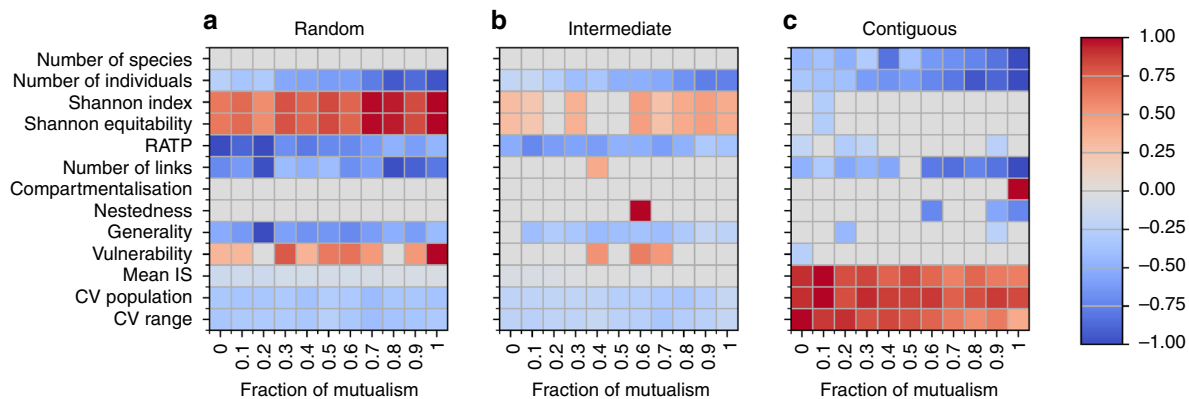 a Random
b Intermediate
c Contiguous
Number of species
Number of individuals
Shannon index
Shannon equitability
RATP
Number of links
Compartmentalisation
Nestedness
Generality
Vulnerability
Mean IS
CV population
CV range
0 0.1 0.2 0.3 0.4 0.5 0.6 0.7 0.8 0.9 1
Fraction of mutualism
0 0.1 0.2 0.3 0.4 0.5 0.6 0.7 0.8 0.9 1
Fraction of mutualism
0 0.1 0.2 0.3 0.4 0.5 0.6 0.7 0.8 0.9 1
Fraction of mutualism
1.00
0.75
0.50
0.25
0.00
−0.25
−0.50
−0.75
−1.00